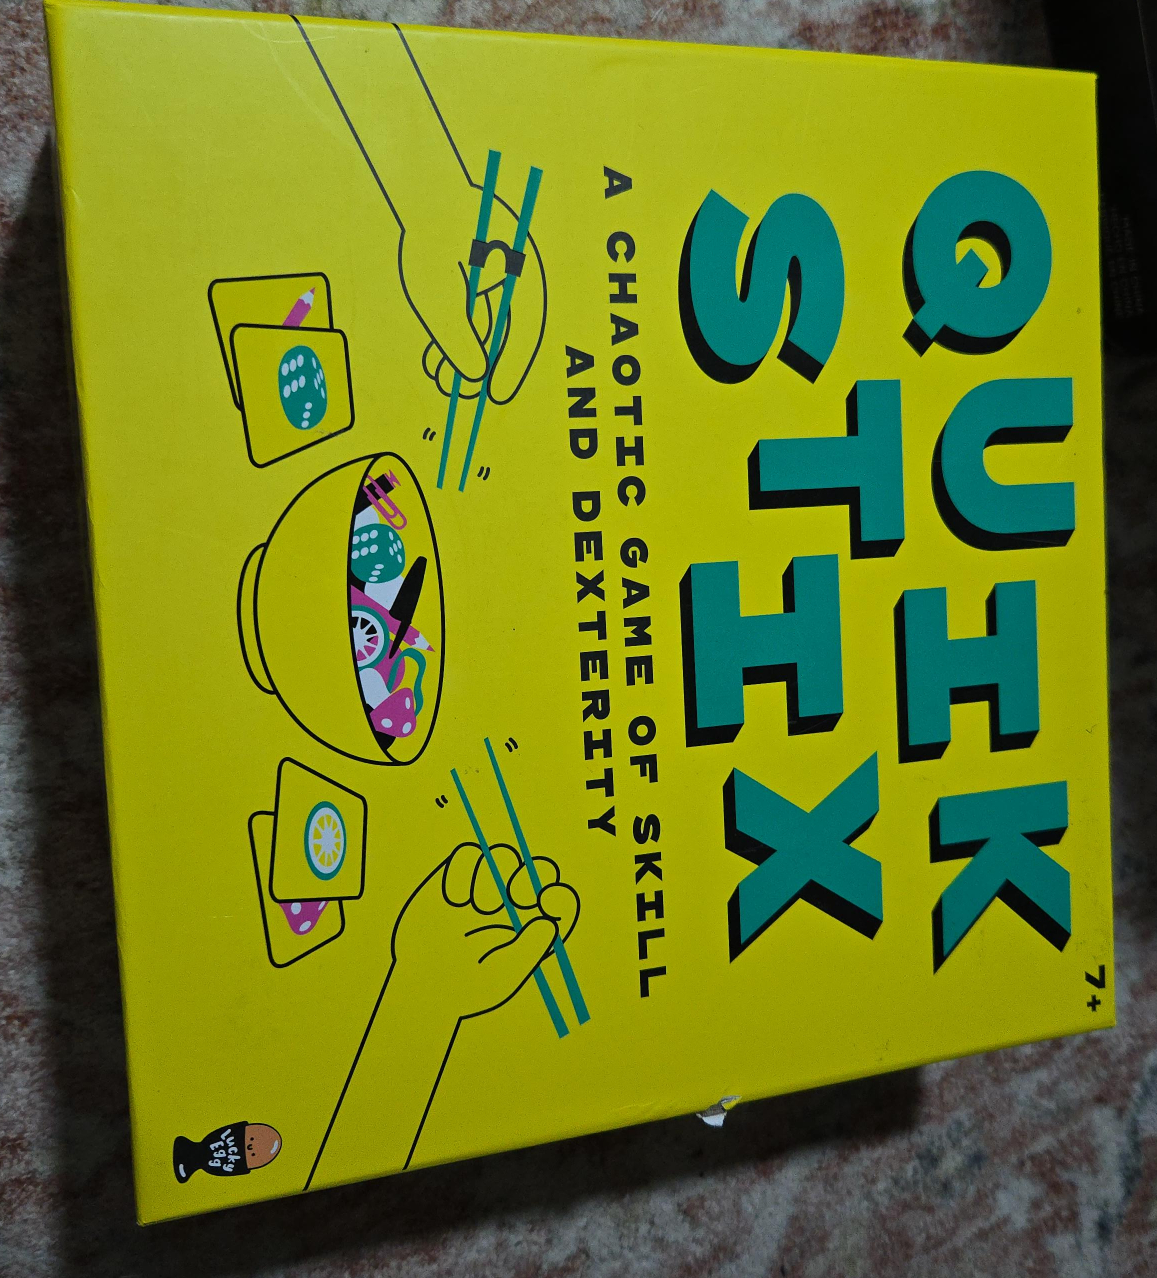 QUIK
STIX
A CHAOTIC GAME OF SKILL
AND DEXTERITY
7+
Lucky
Egg